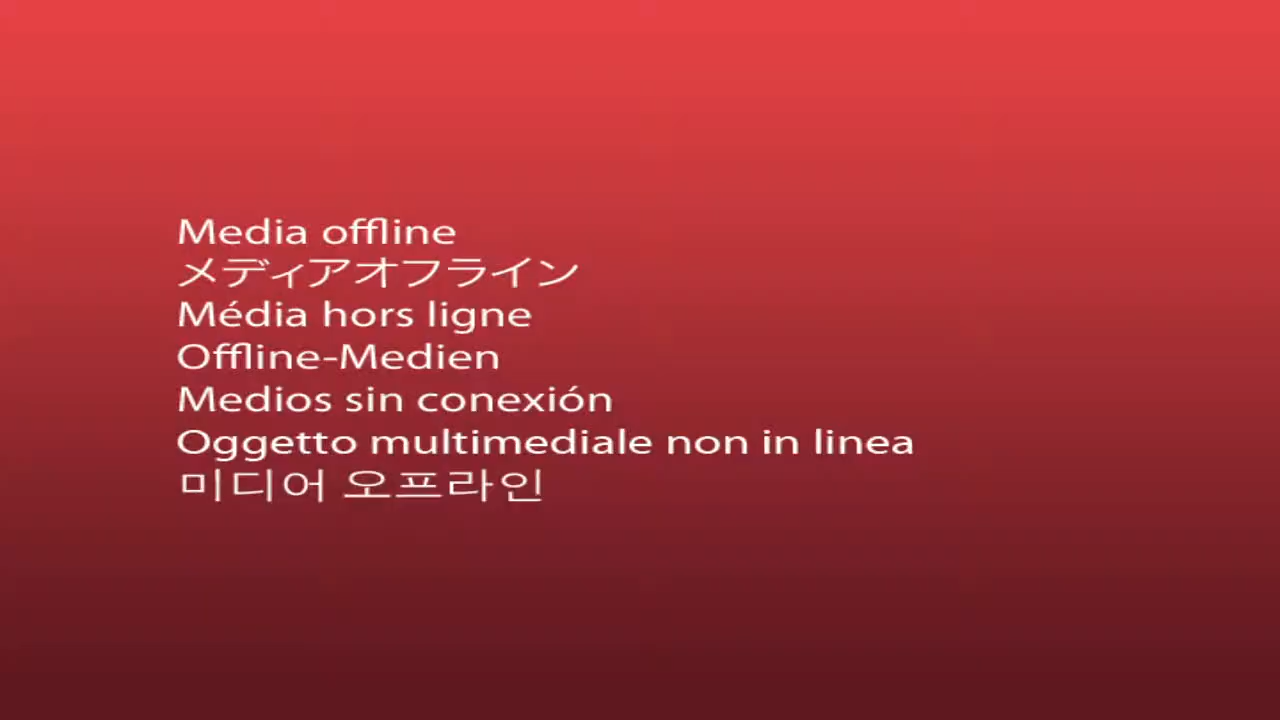 Media offline
メディアオフライン
Média hors ligne
Offline-Medien
Medios sin conexión
Oggetto multimediale non in linea
미디어 오프라인